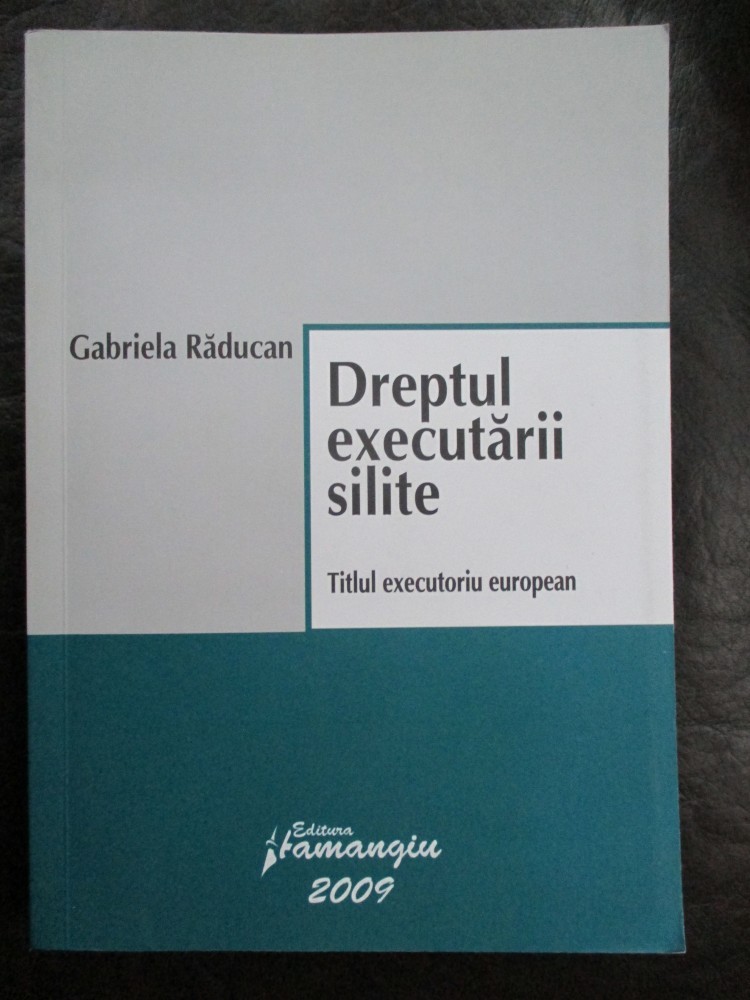 Gabriela Răducan
Dreptul
executării
silite
Titlul executoriu european
Editura
Hamangiu
2009